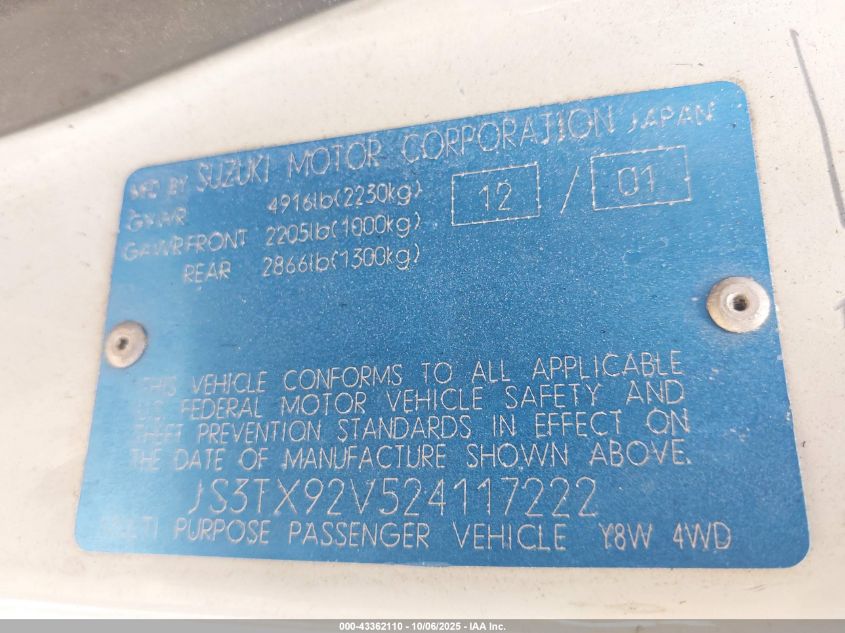 MFD BY SUZUKI MOTOR CORPORATION JAPAN
GVWR 4916lb(2230kg) 12 / 01
GAWR FRONT 2205lb(1000kg)
REAR 2866lb(1300kg)
THIS VEHICLE CONFORMS TO ALL APPLICABLE
U.S. FEDERAL MOTOR VEHICLE SAFETY AND
THEFT PREVENTION STANDARDS IN EFFECT ON
THE DATE OF MANUFACTURE SHOWN ABOVE.
JS3TX92V524117222
MULTI PURPOSE PASSENGER VEHICLE Y8W 4WD
000-43362110 - 10/06/2025 - IAA Inc.